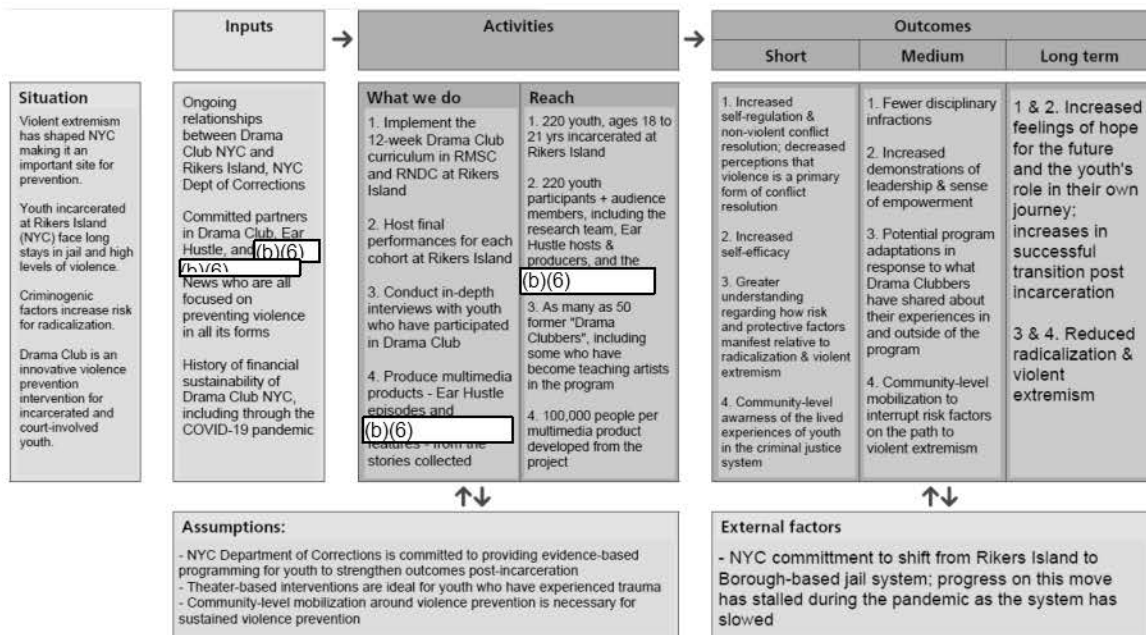 Inputs
Activities
Outcomes
Short
Medium
Long term
Situation
Violent extremism
has shaped NYC
making it an
important site for
prevention.
Youth incarcerated
at Rikers Island
(NYC) face long
stays in jail and high
levels of violence.
Criminogenic
factors increase risk
for radicalization.
Drama Club is an
innovative violence
prevention
intervention for
incarcerated and
court-involved
youth.
Ongoing
relationships
between Drama
Club NYC and
Rikers Island, NYC
Dept of Corrections
Committed partners
in Drama Club, Ear
Hustle, and (b)(6)
(b)(6)
News who are all
focused on
preventing violence
in all its forms
History of financial
sustainability of
Drama Club NYC,
including through the
COVID-19 pandemic
What we do
1. Implement the
12-week Drama Club
curriculum in RMSC
and RNDC at Rikers
Island
2. Host final
performances for each
cohort at Rikers Island
3. Conduct in-depth
interviews with youth
who have participated
in Drama Club
4. Produce multimedia
products - Ear Hustle
episodes and
(b)(6)
features - from the
stories collected
Reach
1. 220 youth, ages 18 to
21 yrs incarcerated at
Rikers Island
2. 220 youth
participants + audience
members, including the
research team, Ear
Hustle hosts &
producers, and the
(b)(6)
3. As many as 50
former "Drama
Clubbers", including
some who have
become teaching artists
in the program
4. 100,000 people per
multimedia product
developed from the
project
1. Increased
self-regulation &
non-violent conflict
resolution; decreased
perceptions that
violence is a primary
form of conflict
resolution
2. Increased
self-efficacy
3. Greater
understanding
regarding how risk
and protective factors
manifest relative to
radicalization & violent
extremism
4. Community-level
awareness of the lived
experiences of youth
in the criminal justice
system
1. Fewer disciplinary
infractions
2. Increased
demonstrations of
leadership & sense
of empowerment
3. Potential program
adaptations in
response to what
Drama Clubbers
have shared about
their experiences in
and outside of the
program
4. Community-level
mobilization to
interrupt risk factors
on the path to
violent extremism
1 & 2. Increased
feelings of hope
for the future
and the youth's
role in their own
journey;
increases in
successful
transition post
incarceration
3 & 4. Reduced
radicalization &
violent
extremism
Assumptions:
- NYC Department of Corrections is committed to providing evidence-based
programming for youth to strengthen outcomes post-incarceration
- Theater-based interventions are ideal for youth who have experienced trauma
- Community-level mobilization around violence prevention is necessary for
sustained violence prevention
External factors
- NYC committment to shift from Rikers Island to
Borough-based jail system; progress on this move
has stalled during the pandemic as the system has
slowed